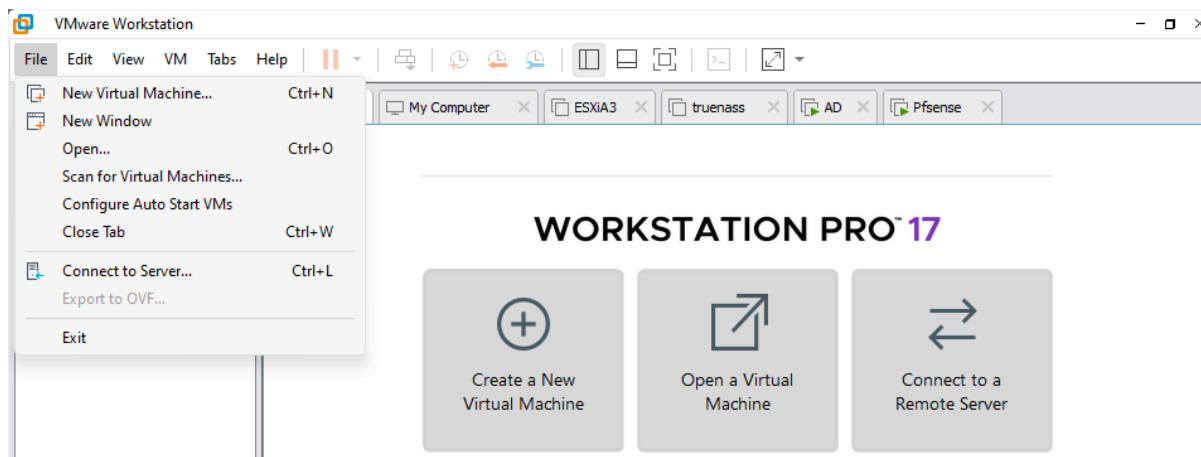 VMware Workstation
File Edit View VM Tabs Help
New Virtual Machine... Ctrl+N
New Window
Open... Ctrl+O
Scan for Virtual Machines...
Configure Auto Start VMs
Close Tab Ctrl+W
Connect to Server... Ctrl+L
Export to OVF...
Exit
My Computer ESXiA3 truenass AD Pfsense
WORKSTATION PRO™ 17
Create a New
Virtual Machine
Open a Virtual
Machine
Connect to a
Remote Server